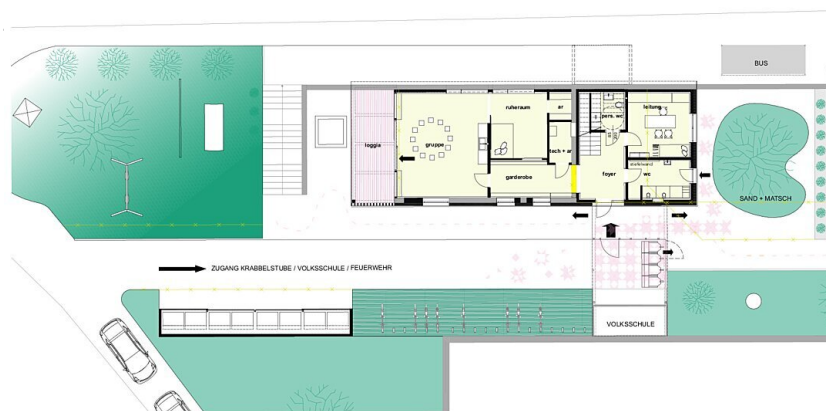 BUS
ruheraum
ar
pers. wc
leitung
loggia
gruppe
tech + ar
garderobe
foyer
wc
SAND + MATSCH
ZUGANG KRABBELSTUBE / VOLKSSCHULE / FEUERWEHR
VOLKSSCHULE